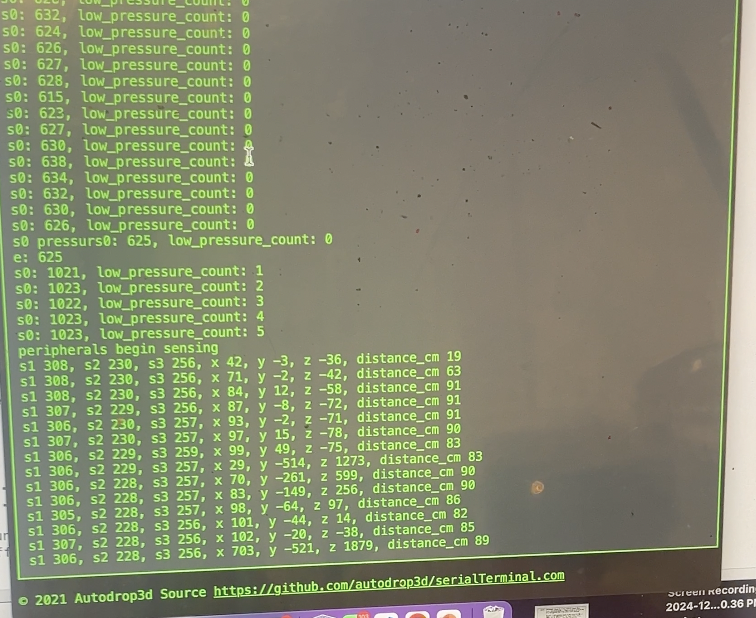 low_pressure_count: 0
s0: 632, low_pressure_count: 0
s0: 624, low_pressure_count: 0
s0: 626, low_pressure_count: 0
s0: 627, low_pressure_count: 0
s0: 628, low_pressure_count: 0
s0: 615, low_pressure_count: 0
s0: 623, low_pressure_count: 0
s0: 627, low_pressure_count: 0
s0: 630, low_pressure_count: 0
s0: 638, low_pressure_count:
s0: 634, low_pressure_count: 0
s0: 632, low_pressure_count: 0
s0: 630, low_pressure_count: 0
s0: 626, low_pressure_count: 0
s0 pressurs0: 625, low_pressure_count: 0
e: 625
s0: 1021, low_pressure_count: 1
s0: 1023, low_pressure_count: 2
s0: 1022, low_pressure_count: 3
s0: 1023, low_pressure_count: 4
s0: 1023, low_pressure_count: 5
peripherals begin sensing
s1 308, s2 230, s3 256, x 42, y -3, z -36, distance_cm 19
s1 308, s2 230, s3 256, x 71, y -2, z -42, distance_cm 63
s1 308, s2 230, s3 256, x 84, y 12, z -58, distance_cm 91
s1 307, s2 229, s3 256, x 87, y -8, z -72, distance_cm 91
s1 306, s2 230, s3 257, x 93, y -2, z -71, distance_cm 91
s1 307, s2 230, s3 257, x 97, y 15, z -78, distance_cm 90
s1 306, s2 229, s3 259, x 99, y 49, z -75, distance_cm 83
s1 306, s2 229, s3 257, x 29, y -514, z 1273, distance_cm 83
s1 306, s2 228, s3 257, x 70, y -261, z 599, distance_cm 90
s1 306, s2 228, s3 257, x 83, y -149, z 256, distance_cm 90
s1 305, s2 228, s3 257, x 98, y -64, z 97, distance_cm 86
s1 306, s2 228, s3 256, x 101, y -44, z 14, distance_cm 82
s1 307, s2 228, s3 256, x 102, y -20, z -38, distance_cm 85
s1 306, s2 228, s3 256, x 703, y -521, z 1879, distance_cm 89
© 2021 Autodrop3d Source https://github.com/autodrop3d/serialTerminal.com
Screen Recording
2024-12...0.36 P